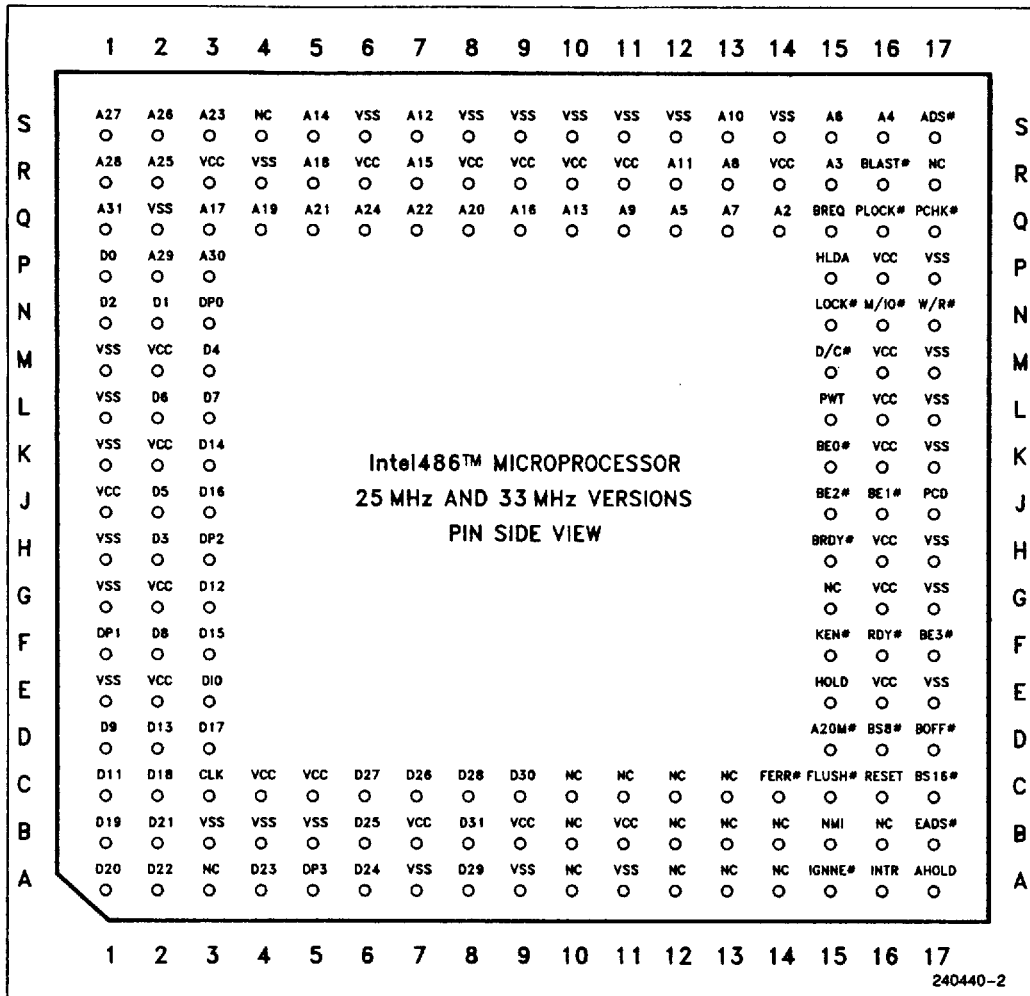 1 2 3 4 5 6 7 8 9 10 11 12 13 14 15 16 17
A27 A26 A23 NC A14 VSS A12 VSS VSS VSS VSS VSS A10 VSS A6 A4 ADS#
S S
A28 A25 VCC VSS A18 VCC A15 VCC VCC VCC VCC A11 A8 VCC A3 BLAST# NC
R R
A31 VSS A17 A19 A21 A24 A22 A20 A16 A13 A9 A5 A7 A2 BREQ PLOCK# PCHK#
Q Q
D0 A29 A30 HLDA VCC VSS
P P
D2 D1 DP0 LOCK# M/IO# W/R#
N N
VSS VCC D4 D/C# VCC VSS
M M
VSS D6 D7 PWT VCC VSS
L L
VSS VCC D14 BE0# VCC VSS
K K
Intel486™ MICROPROCESSOR
VCC D5 D16 BE2# BE1# PCD
J J
25 MHz AND 33 MHz VERSIONS
PIN SIDE VIEW
VSS D3 DP2 BRDY# VCC VSS
H H
VSS VCC D12 NC VCC VSS
G G
DP1 D8 D15 KEN# RDY# BE3#
F F
VSS VCC DI0 HOLD VCC VSS
E E
D9 D13 D17 A20M# BS8# BOFF#
D D
D11 D18 CLK VCC VCC D27 D26 D28 D30 NC NC NC NC FERR# FLUSH# RESET BS16#
C C
D19 D21 VSS VSS VSS D25 VCC D31 VCC NC VCC NC NC NC NMI NC EADS#
B B
D20 D22 NC D23 DP3 D24 VSS D29 VSS NC VSS NC NC NC IGNNE# INTR AHOLD
A A
1 2 3 4 5 6 7 8 9 10 11 12 13 14 15 16 17
240440-2